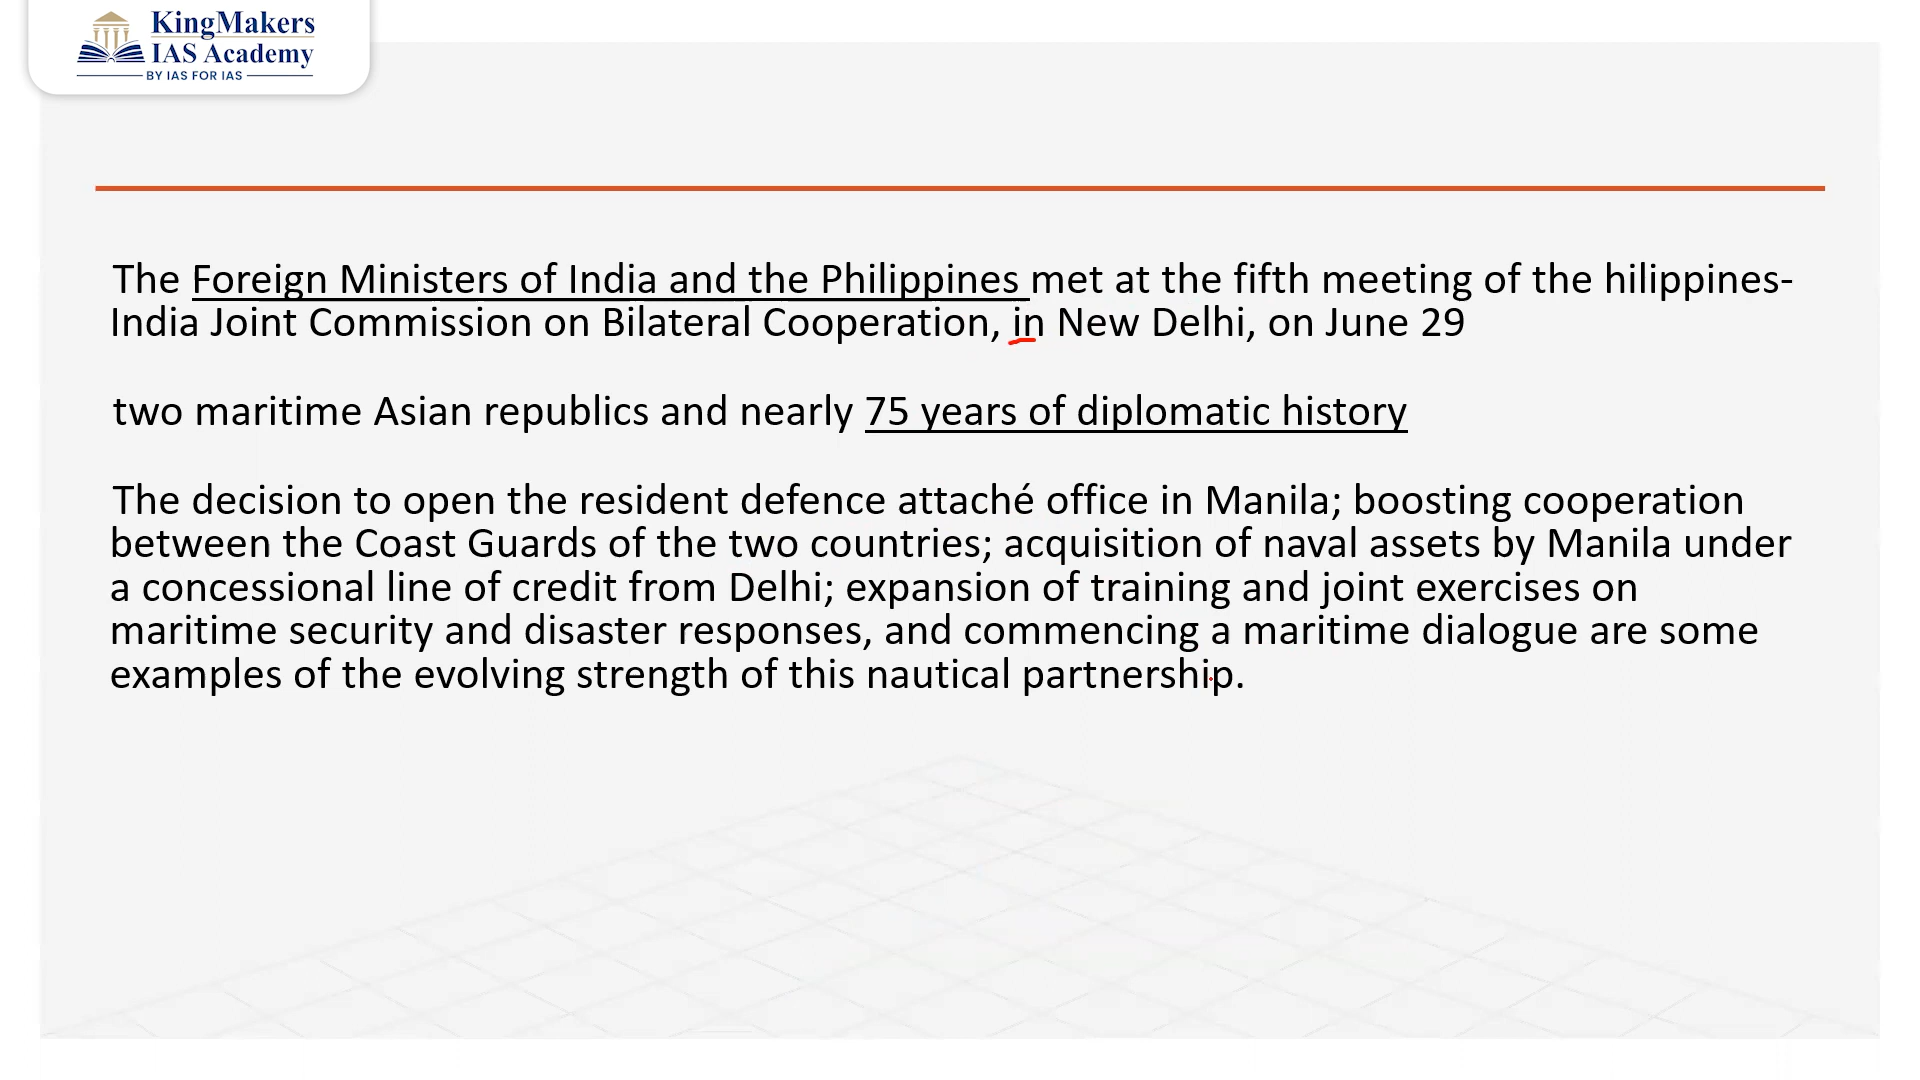 KingMakers
IAS Academy
BY IAS FOR IAS
The Foreign Ministers of India and the Philippines met at the fifth meeting of the hilippines-
India Joint Commission on Bilateral Cooperation, in New Delhi, on June 29
two maritime Asian republics and nearly 75 years of diplomatic history
The decision to open the resident defence attaché office in Manila; boosting cooperation
between the Coast Guards of the two countries; acquisition of naval assets by Manila under
a concessional line of credit from Delhi; expansion of training and joint exercises on
maritime security and disaster responses, and commencing a maritime dialogue are some
examples of the evolving strength of this nautical partnership.